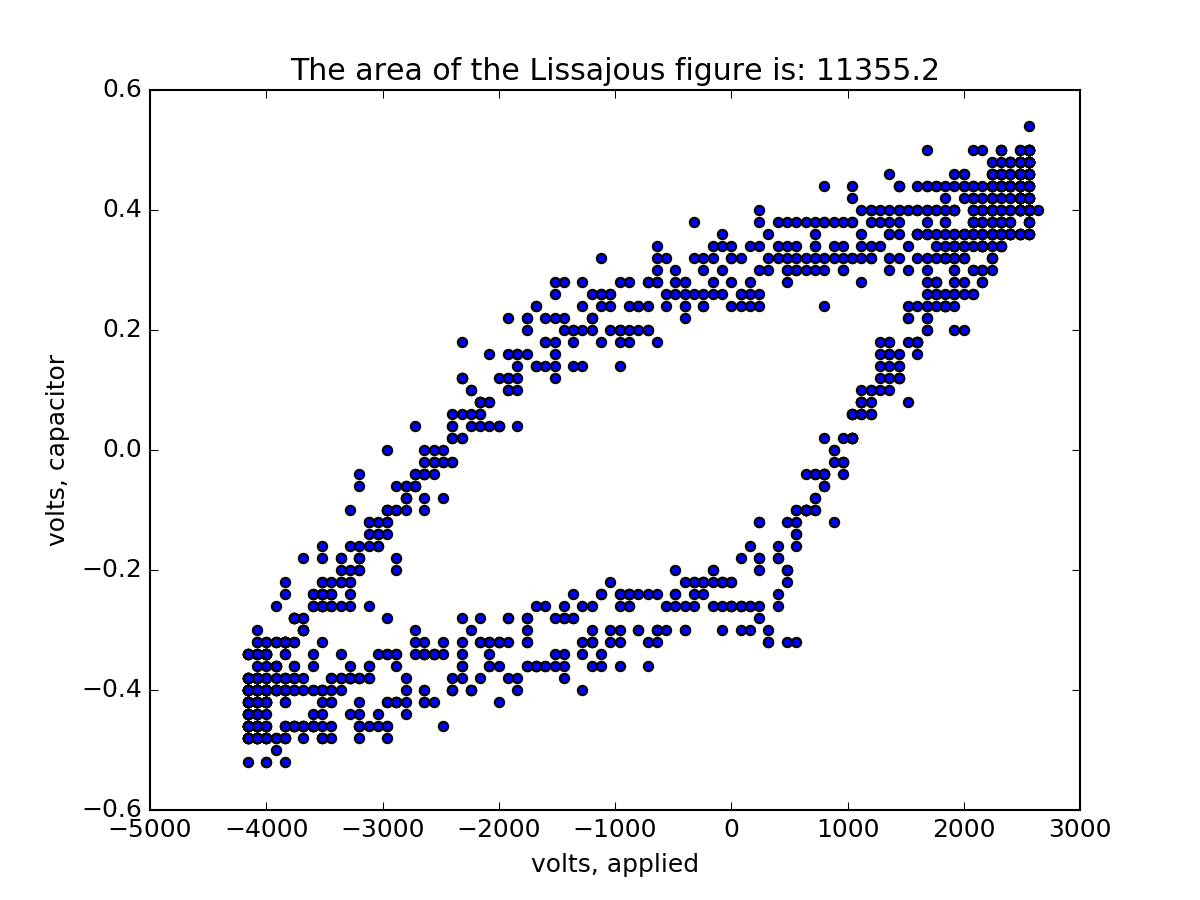 The area of the Lissajous figure is: 11355.2
0.6
0.4
0.2
0.0
−0.2
−0.4
−0.6
volts, capacitor
−5000 −4000 −3000 −2000 −1000 0 1000 2000 3000
volts, applied